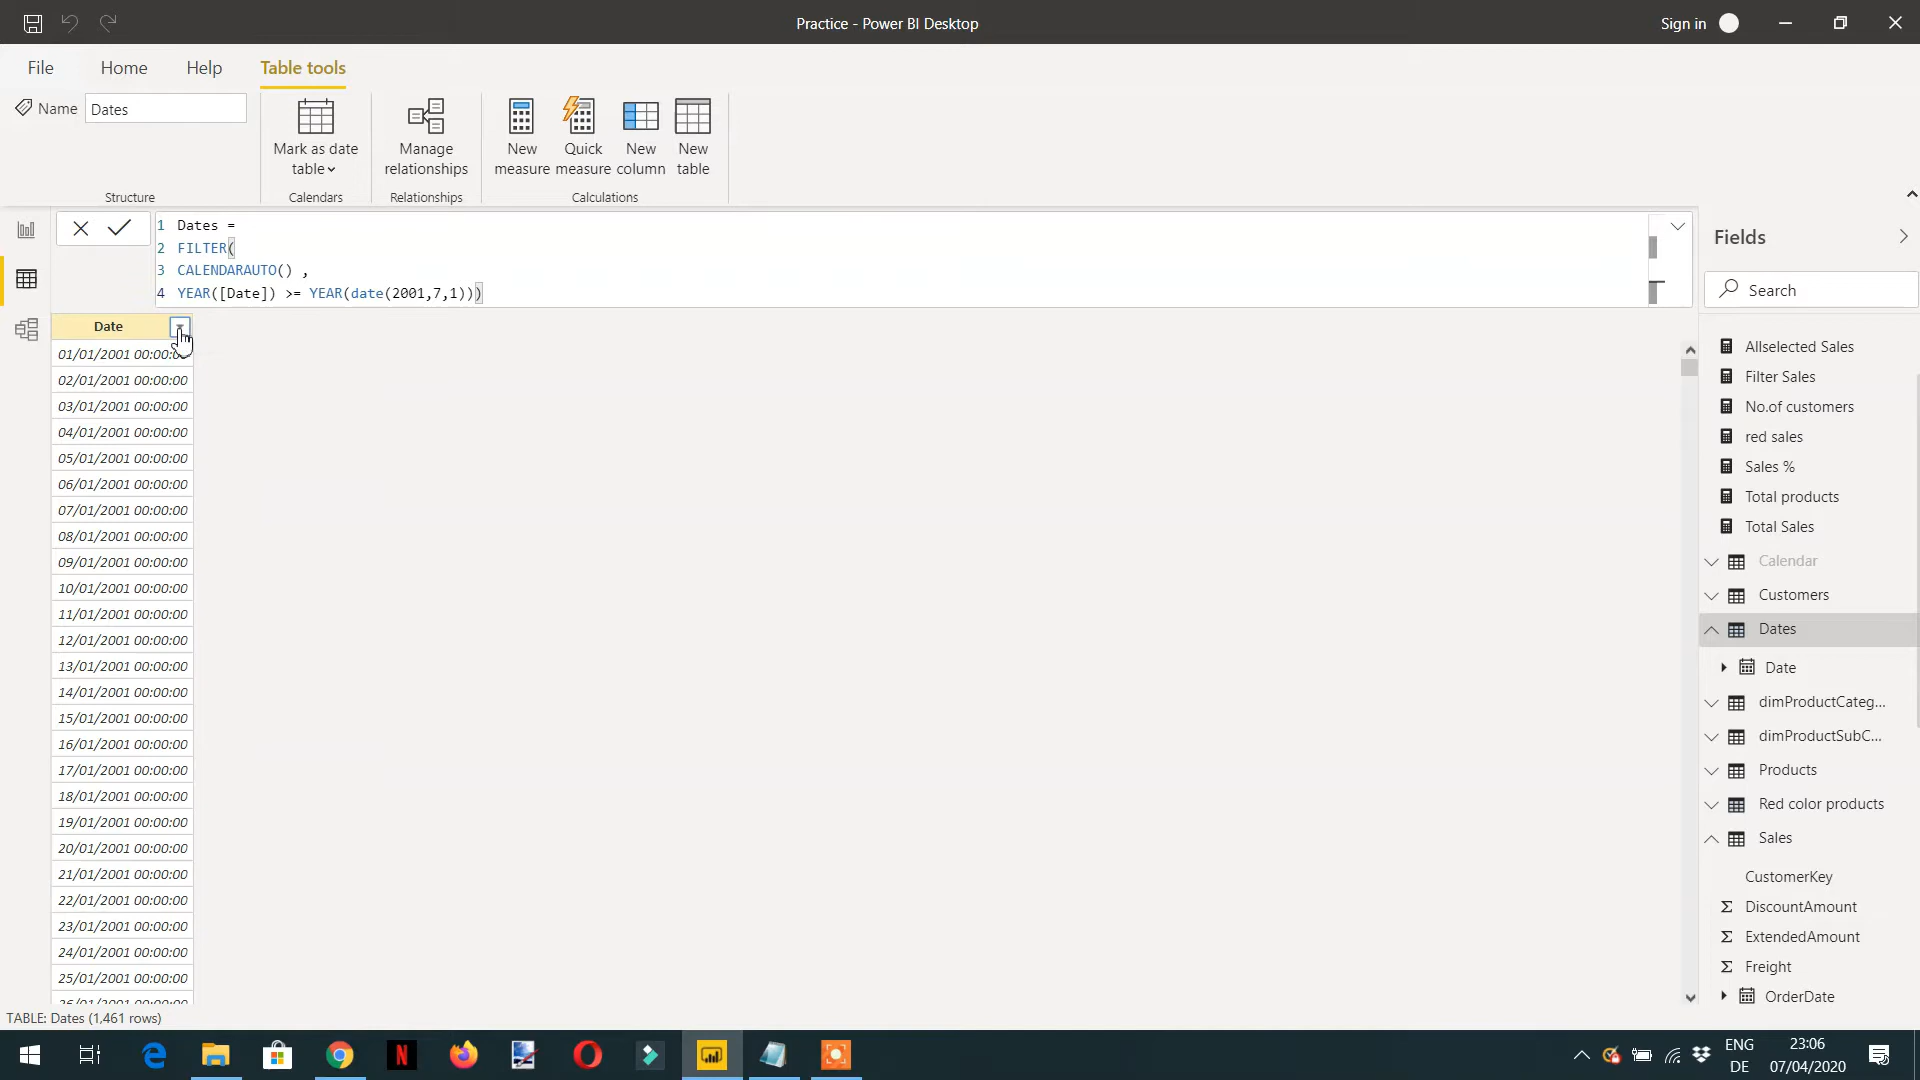 Practice - Power BI Desktop
Sign in
File
Home
Help
Table tools
Name
Dates
Mark as date
table
Manage
relationships
New
measure
Quick
measure
New
column
New
table
Structure
Calendars
Relationships
Calculations
1 Dates =
2 FILTER(
3 CALENDARAUTO() ,
4 YEAR([Date]) >= YEAR(date(2001,7,1)))
Date
01/01/2001 00:00:00
02/01/2001 00:00:00
03/01/2001 00:00:00
04/01/2001 00:00:00
05/01/2001 00:00:00
06/01/2001 00:00:00
07/01/2001 00:00:00
08/01/2001 00:00:00
09/01/2001 00:00:00
10/01/2001 00:00:00
11/01/2001 00:00:00
12/01/2001 00:00:00
13/01/2001 00:00:00
14/01/2001 00:00:00
15/01/2001 00:00:00
16/01/2001 00:00:00
17/01/2001 00:00:00
18/01/2001 00:00:00
19/01/2001 00:00:00
20/01/2001 00:00:00
21/01/2001 00:00:00
22/01/2001 00:00:00
23/01/2001 00:00:00
24/01/2001 00:00:00
25/01/2001 00:00:00
26/01/2001 00:00:00
Fields
Search
Allselected Sales
Filter Sales
No.of customers
red sales
Sales %
Total products
Total Sales
Calendar
Customers
Dates
Date
dimProductCateg...
dimProductSubC...
Products
Red color products
Sales
CustomerKey
DiscountAmount
ExtendedAmount
Freight
OrderDate
TABLE: Dates (1,461 rows)
ENG
DE
23:06
07/04/2020